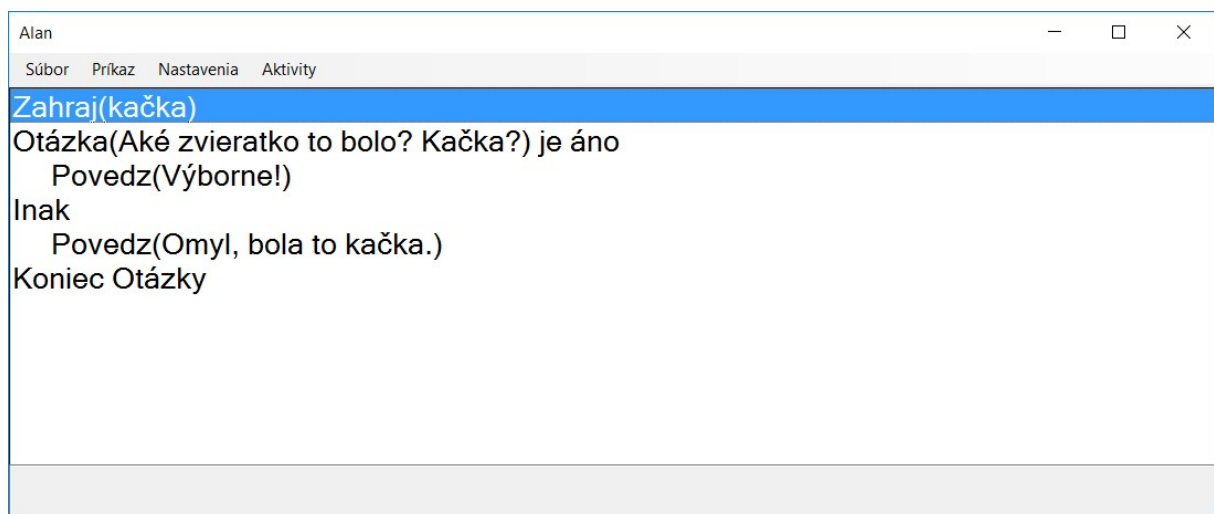 Alan
Súbor Príkaz Nastavenia Aktivity
Zahraj(kačka)
Otázka(Aké zvieratko to bolo? Kačka?) je áno
Povedz(Výborne!)
Inak
Povedz(Omyl, bola to kačka.)
Koniec Otázky